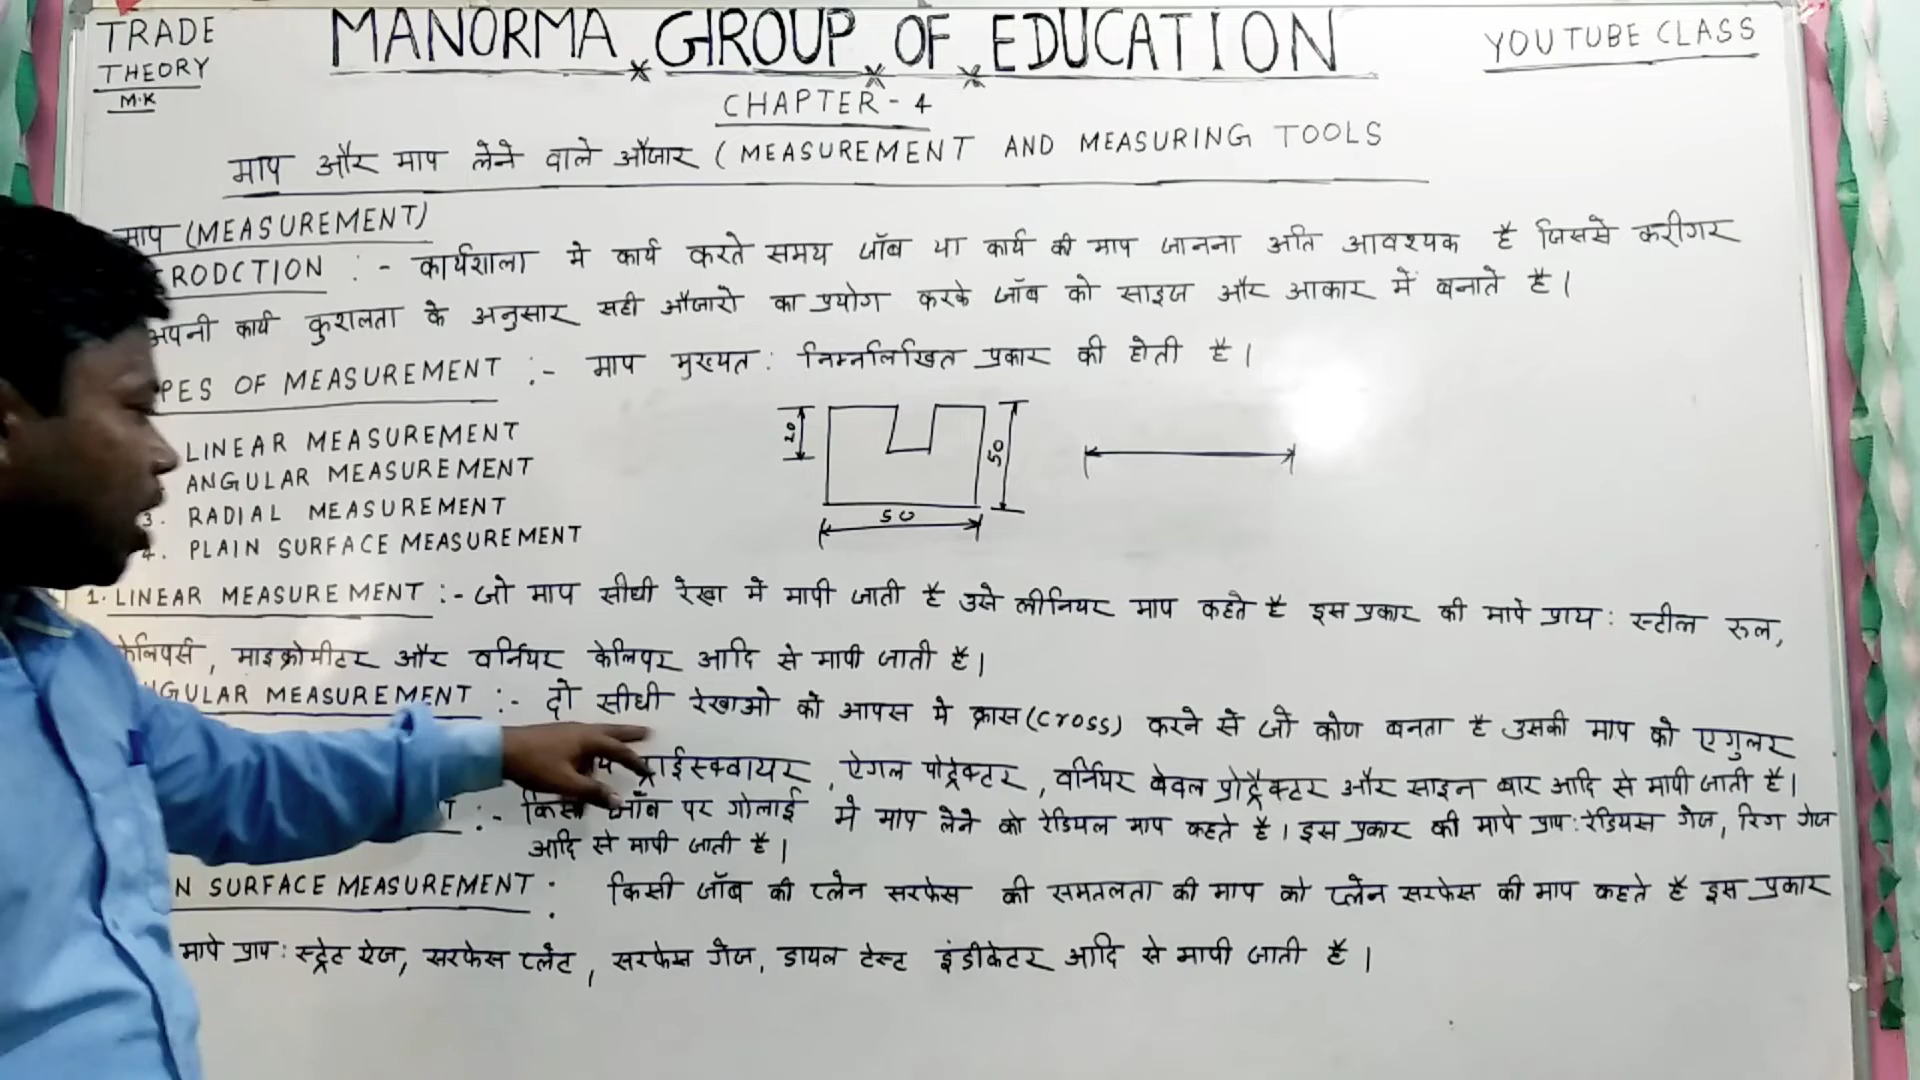 TRADE
THEORY
M.K
MANORMA GROUP OF EDUCATION
YOUTUBE CLASS
CHAPTER - 4
माप और माप लेने वाले औजार (MEASUREMENT AND MEASURING TOOLS
माप (MEASUREMENT)
RODCTION :- कार्यशाला मे कार्य करते समय जॉब या कार्य की माप जानना अति आवश्यक है जिससे करीगर
अपनी कार्य कुशलता के अनुसार सही औजारो का प्रयोग करके जॉब को साइज और आकार में बनाते है।
PES OF MEASUREMENT :- माप मुख्यत: निम्नलिखित प्रकार की होती है।
LINEAR MEASUREMENT
ANGULAR MEASUREMENT
3. RADIAL MEASUREMENT
4. PLAIN SURFACE MEASUREMENT
20
50
50
1. LINEAR MEASUREMENT :- जो माप सीधी रेखा मे मापी जाती है उसे लीनियर माप कहते है इस प्रकार की मापे प्राय: स्टील रुल,
केलिपर्स, माइक्रोमीटर और वर्नियर केलिपर आदि से मापी जाती है।
GULAR MEASUREMENT :- दो सीधी रेखाओ को आपस मे क्रास (cross) करने से जो कोण बनता है उसकी माप को एगुलर
ट्राईस्क्वायर, ऐगल प्रोट्रेक्टर, वर्नियर बेवल प्रोट्रैक्टर और साइन बार आदि से मापी जाती है।
T :- किसी जॉब पर गोलाई मे माप लेने को रेडियल माप कहते है। इस प्रकार की मापे प्राप: रेडियस गेज, रिग गेज
आदि से मापी जाती है।
N SURFACE MEASUREMENT : किसी जॉब की प्लेन सरफेस की समतलता की माप को प्लेन सरफेस की माप कहते है इस प्रकार
मापे प्राप: स्ट्रेट ऐज, सरफेस प्लेट, सरफेस गेज, डायल टेस्ट इंडीकेटर आदि से मापी जाती है।